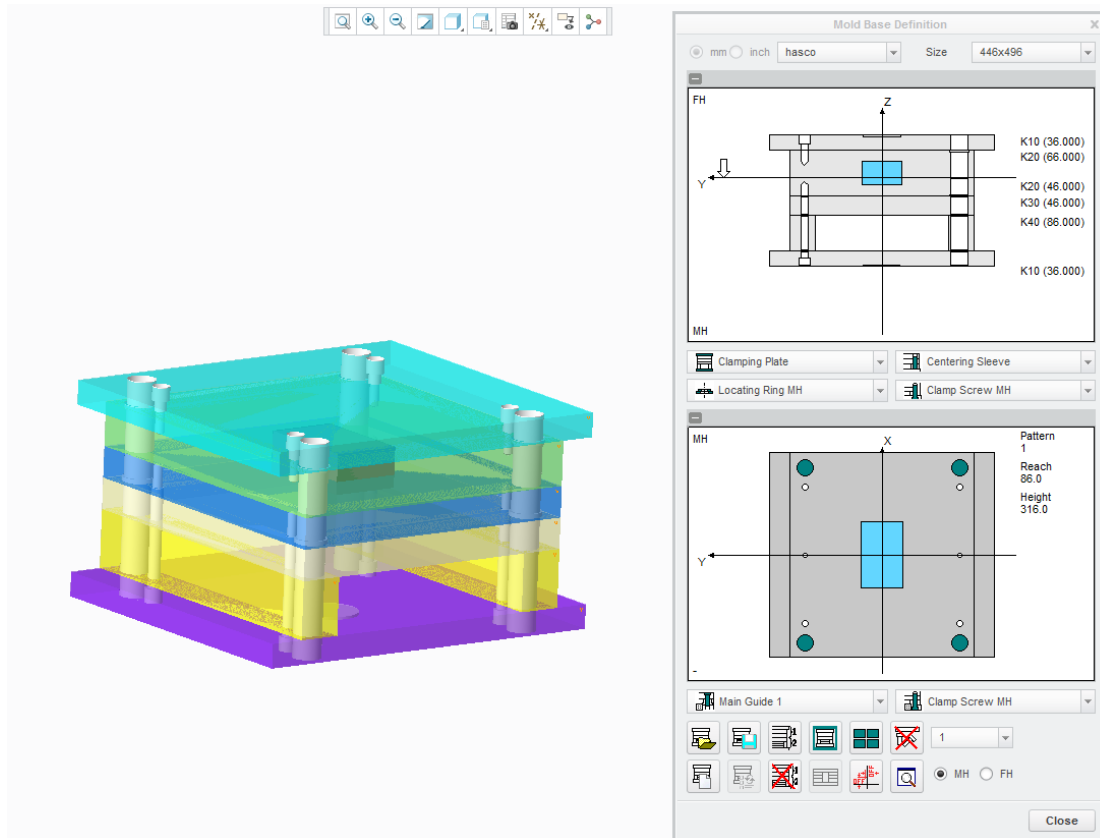 Mold Base Definition
mm inch hasco Size 446x496
FH
Z
K10 (36.000)
K20 (66.000)
Y
K20 (46.000)
K30 (46.000)
K40 (86.000)
K10 (36.000)
MH
Clamping Plate Centering Sleeve
Locating Ring MH Clamp Screw MH
MH
X
Pattern
1
Reach
86.0
Height
316.0
Y
-
Main Guide 1 Clamp Screw MH
1
MH FH
Close